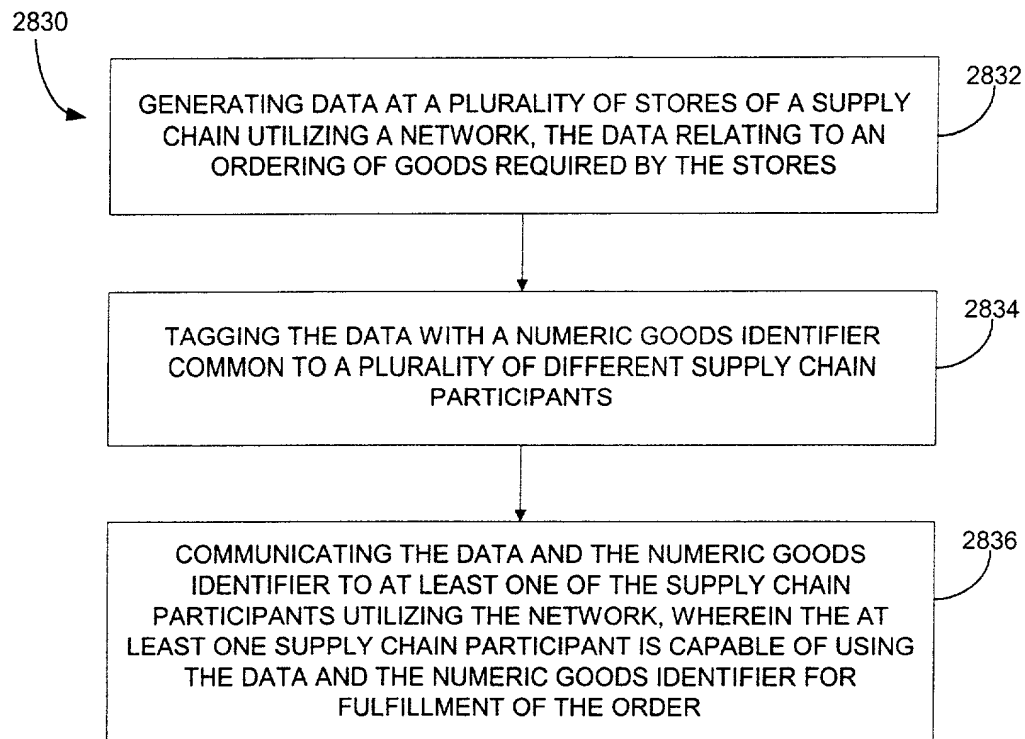 2830
2832
GENERATING DATA AT A PLURALITY OF STORES OF A SUPPLY
CHAIN UTILIZING A NETWORK, THE DATA RELATING TO AN
ORDERING OF GOODS REQUIRED BY THE STORES
2834
TAGGING THE DATA WITH A NUMERIC GOODS IDENTIFIER
COMMON TO A PLURALITY OF DIFFERENT SUPPLY CHAIN
PARTICIPANTS
2836
COMMUNICATING THE DATA AND THE NUMERIC GOODS
IDENTIFIER TO AT LEAST ONE OF THE SUPPLY CHAIN
PARTICIPANTS UTILIZING THE NETWORK, WHEREIN THE AT
LEAST ONE SUPPLY CHAIN PARTICIPANT IS CAPABLE OF USING
THE DATA AND THE NUMERIC GOODS IDENTIFIER FOR
FULFILLMENT OF THE ORDER